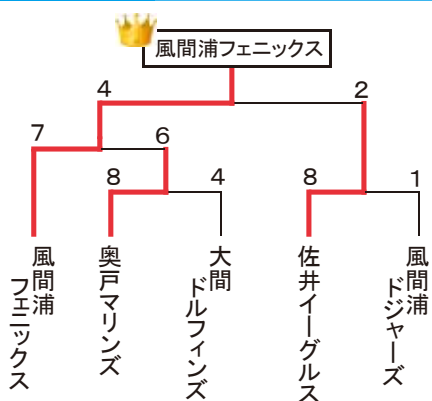 風間浦フェニックス
4
2
7
6
8
4
8
1
風間浦
フェニックス
奥戸マリンズ
大間
ドルフィンズ
佐井イーグルス
風間浦
ドジャーズ